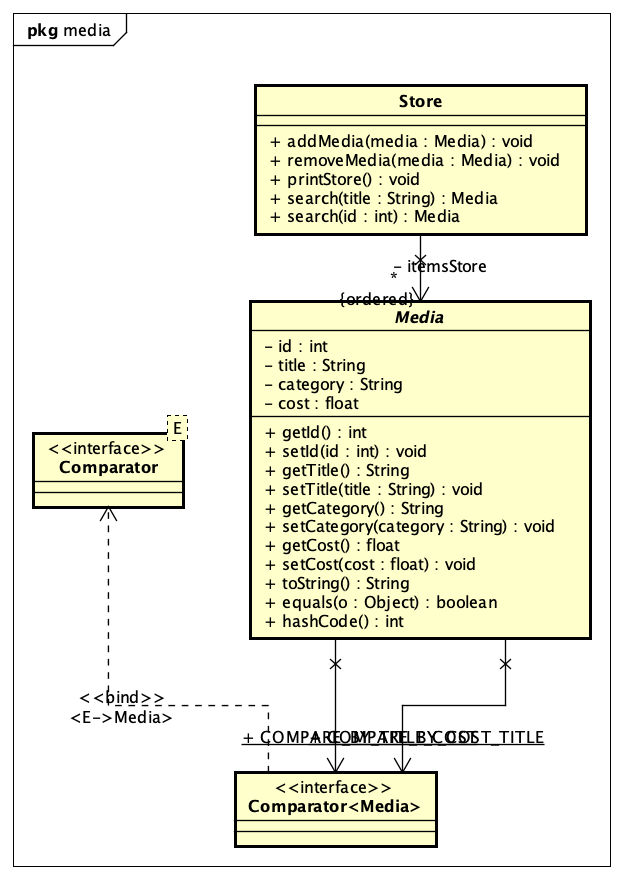 pkg media
Store
+ addMedia(media : Media) : void
+ removeMedia(media : Media) : void
+ printStore() : void
+ search(title : String) : Media
+ search(id : int) : Media
- itemsStore
*
{ordered}
Media
- id : int
- title : String
- category : String
- cost : float
+ getId() : int
+ setId(id : int) : void
+ getTitle() : String
+ setTitle(title : String) : void
+ getCategory() : String
+ setCategory(category : String) : void
+ getCost() : float
+ setCost(cost : float) : void
+ toString() : String
+ equals(o : Object) : boolean
+ hashCode() : int
E
<<interface>>
Comparator
<<bind>>
<E->Media>
+ COMPARE_BY_TITLE_COST
+ COMPARE_BY_COST_TITLE
<<interface>>
Comparator<Media>